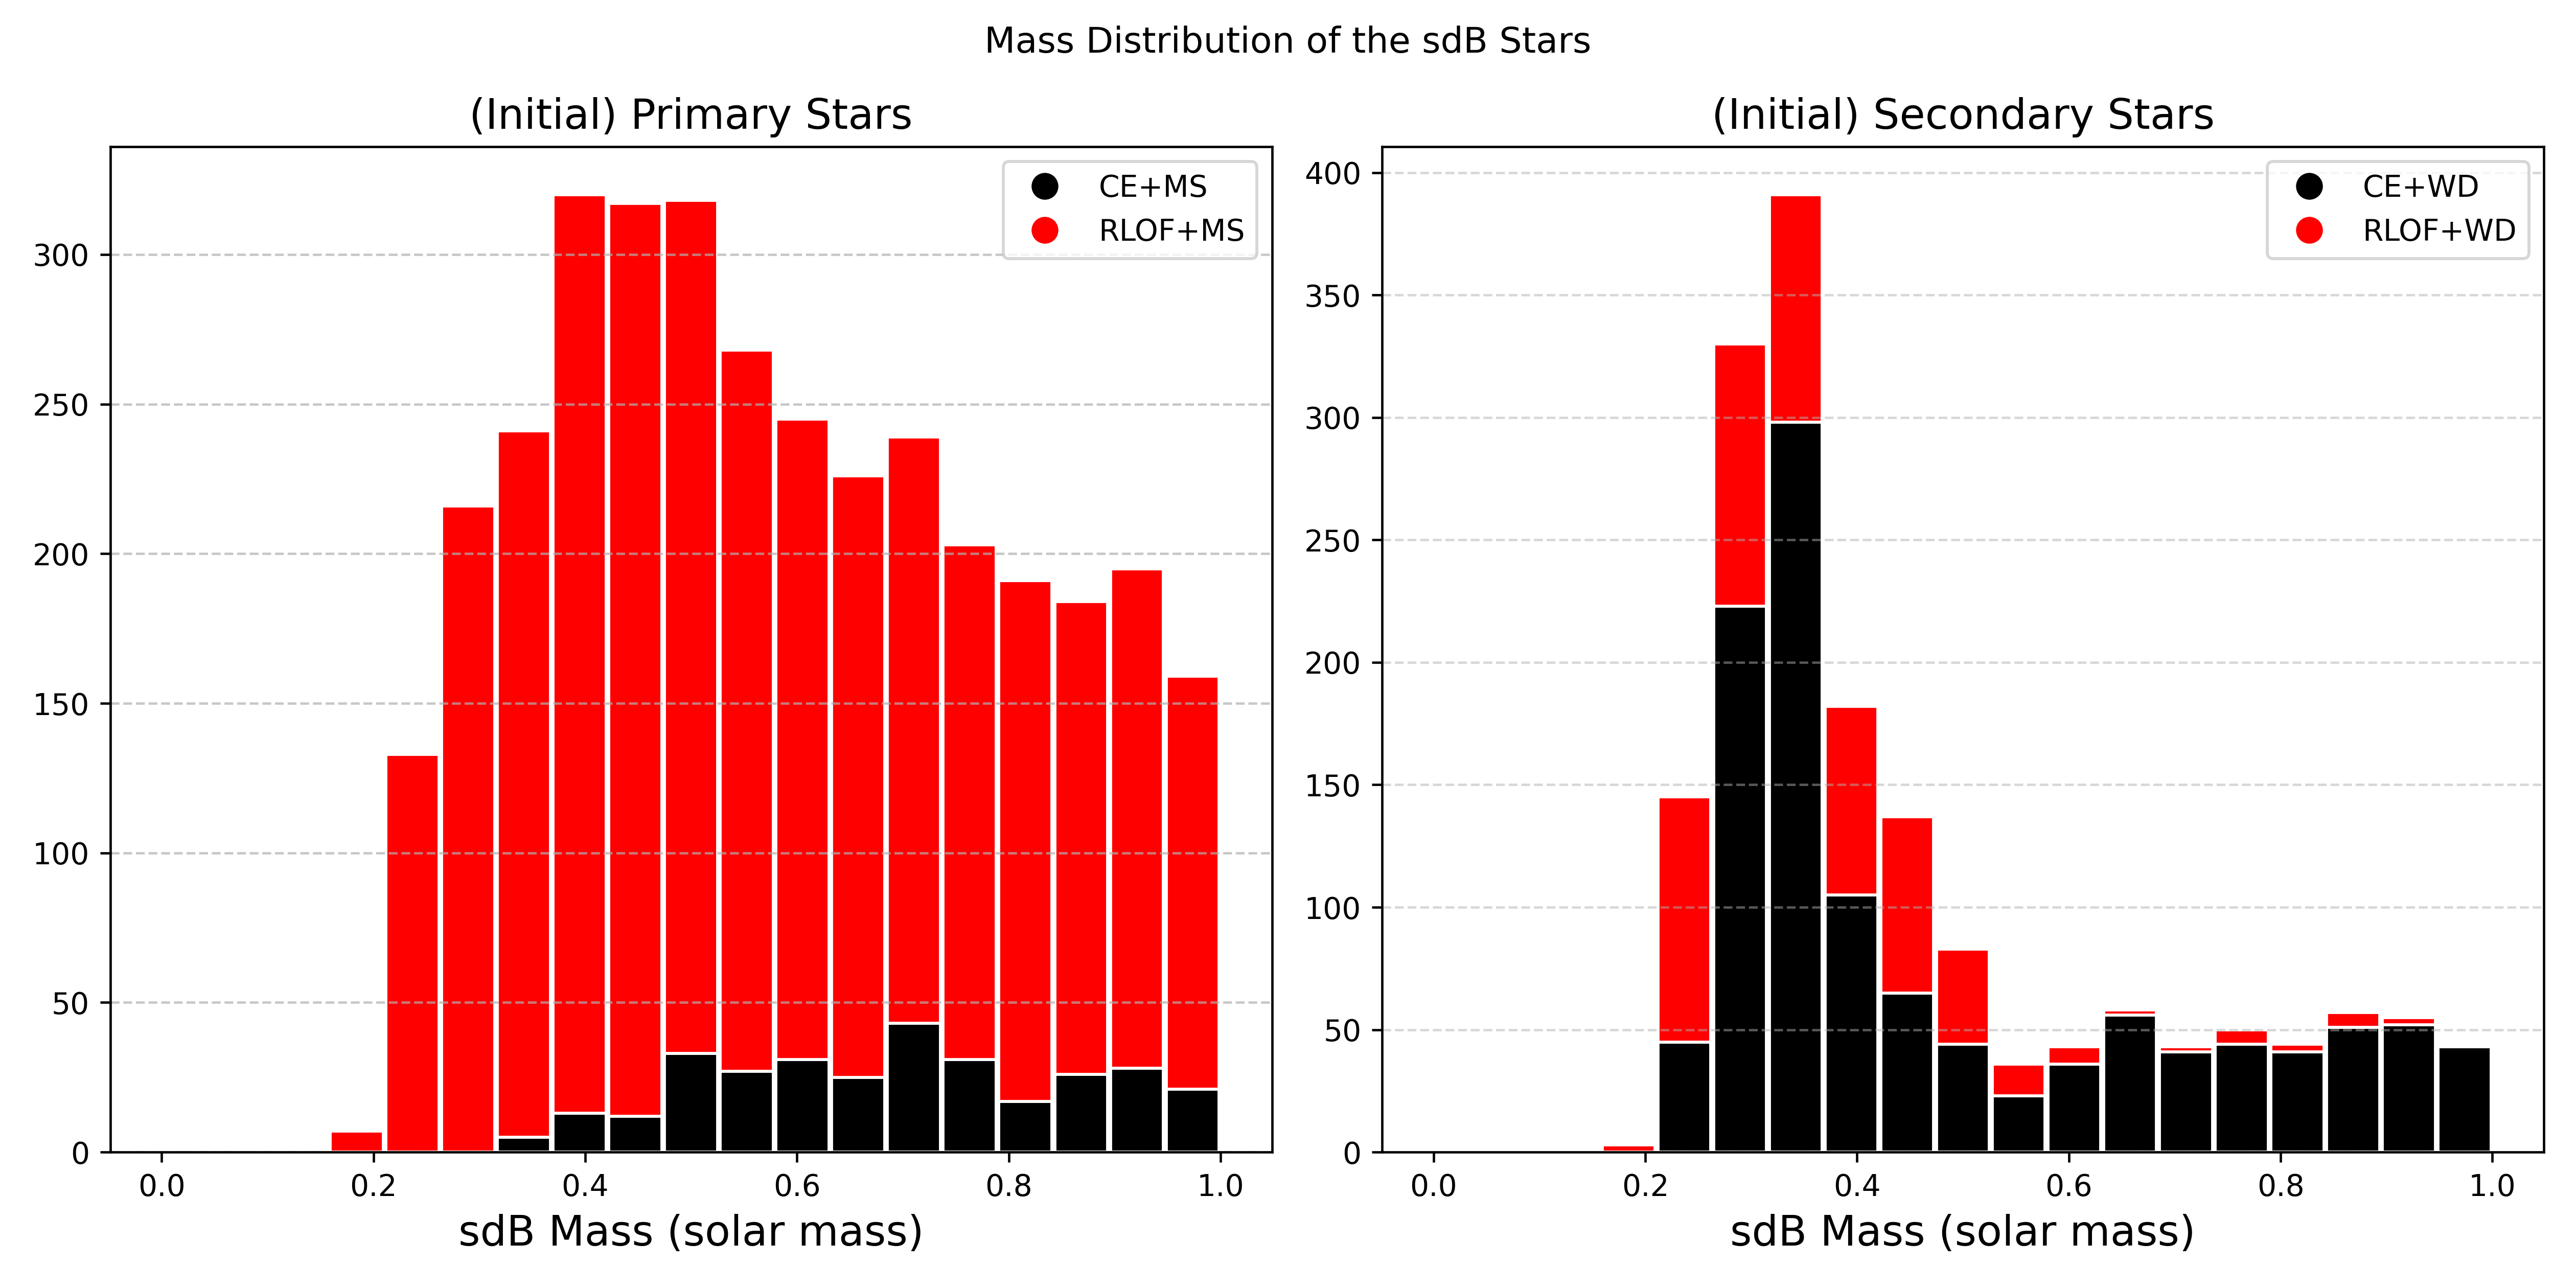 Mass Distribution of the sdB Stars
(Initial) Primary Stars
CE+MS
RLOF+MS
300
250
200
150
100
50
0
0.0 0.2 0.4 0.6 0.8 1.0
sdB Mass (solar mass)
(Initial) Secondary Stars
CE+WD
RLOF+WD
400
350
300
250
200
150
100
50
0
0.0 0.2 0.4 0.6 0.8 1.0
sdB Mass (solar mass)